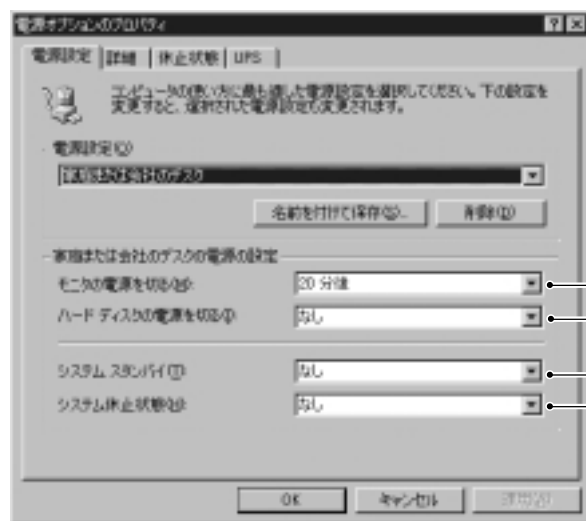 電源オプションのプロパティ
電源設定 詳細 休止状態 UPS
コンピュータの使い方に最も適した電源設定を選択してください。下の設定を
変更すると、選択された電源設定も変更されます。
電源設定(C)
家庭または会社のデスク
名前を付けて保存(S)... 削除(D)
家庭または会社のデスクの電源の設定
モニタの電源を切る(M): 20 分後
ハード ディスクの電源を切る(I): なし
システム スタンバイ(T): なし
システム休止状態(H): なし
OK キャンセル 適用(A)